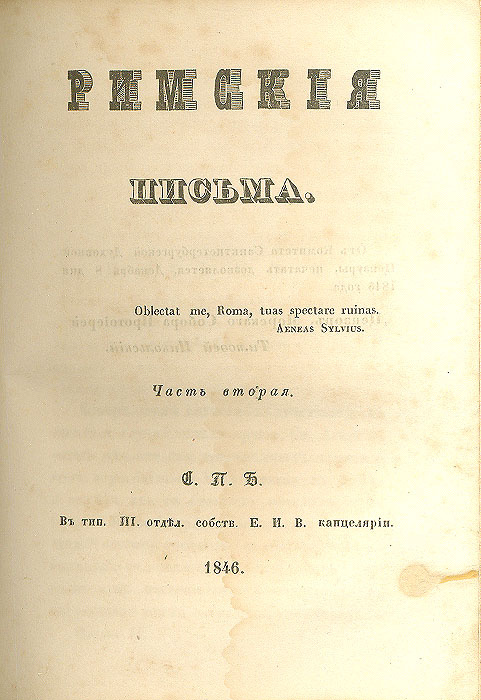 РИМСКІЯ
ПИСЬМА.
Oblectat me, Roma, tuas spectare ruinas.
AENEAS SYLVIUS.
Часть вторая.
С. П. Б.
Въ тип. III. отдѣл. собств. Е. И. В. канцеляріи.
1846.